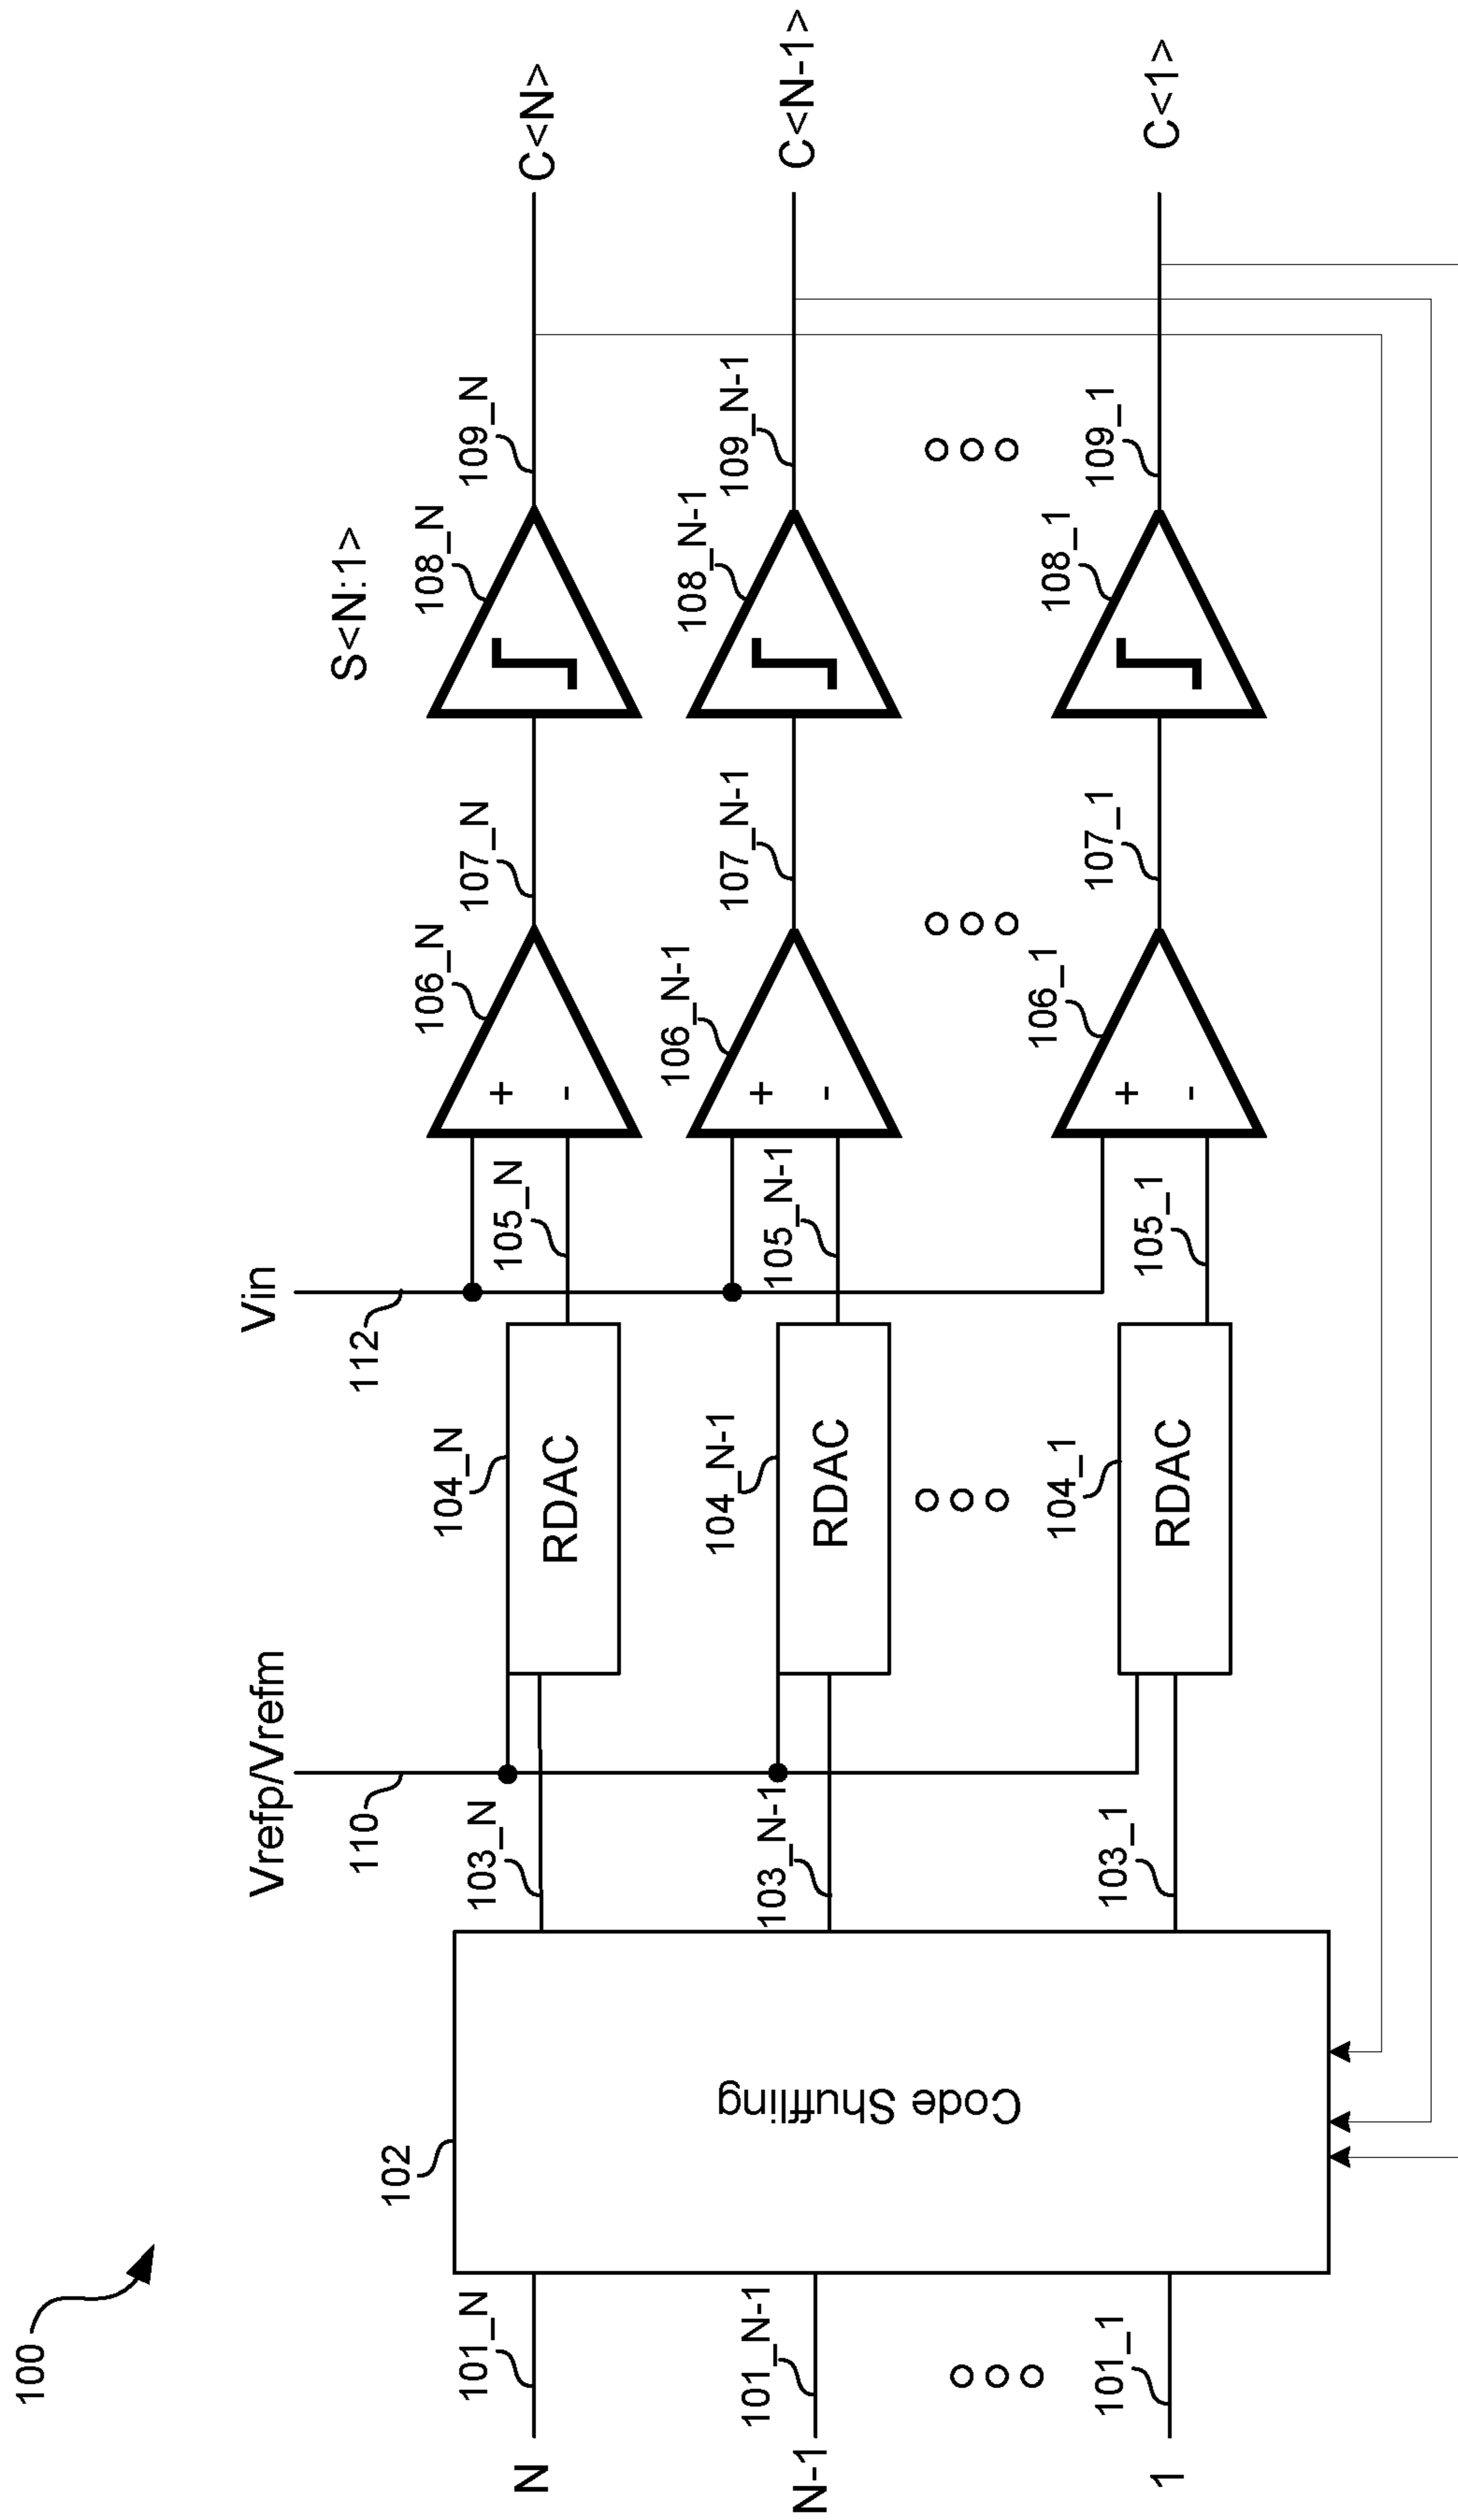 100
Vrefp/Vrefm
Vin
110
112
S<N:1>
102
N
101_N
103_N
104_N
RDAC
105_N
106_N
+
-
107_N
108_N
109_N
C<N>
Code Shuffling
N-1
101_N-1
103_N-1
104_N-1
RDAC
105_N-1
106_N-1
+
-
107_N-1
108_N-1
109_N-1
C<N-1>
1
101_1
103_1
104_1
RDAC
105_1
106_1
+
-
107_1
108_1
109_1
C<1>